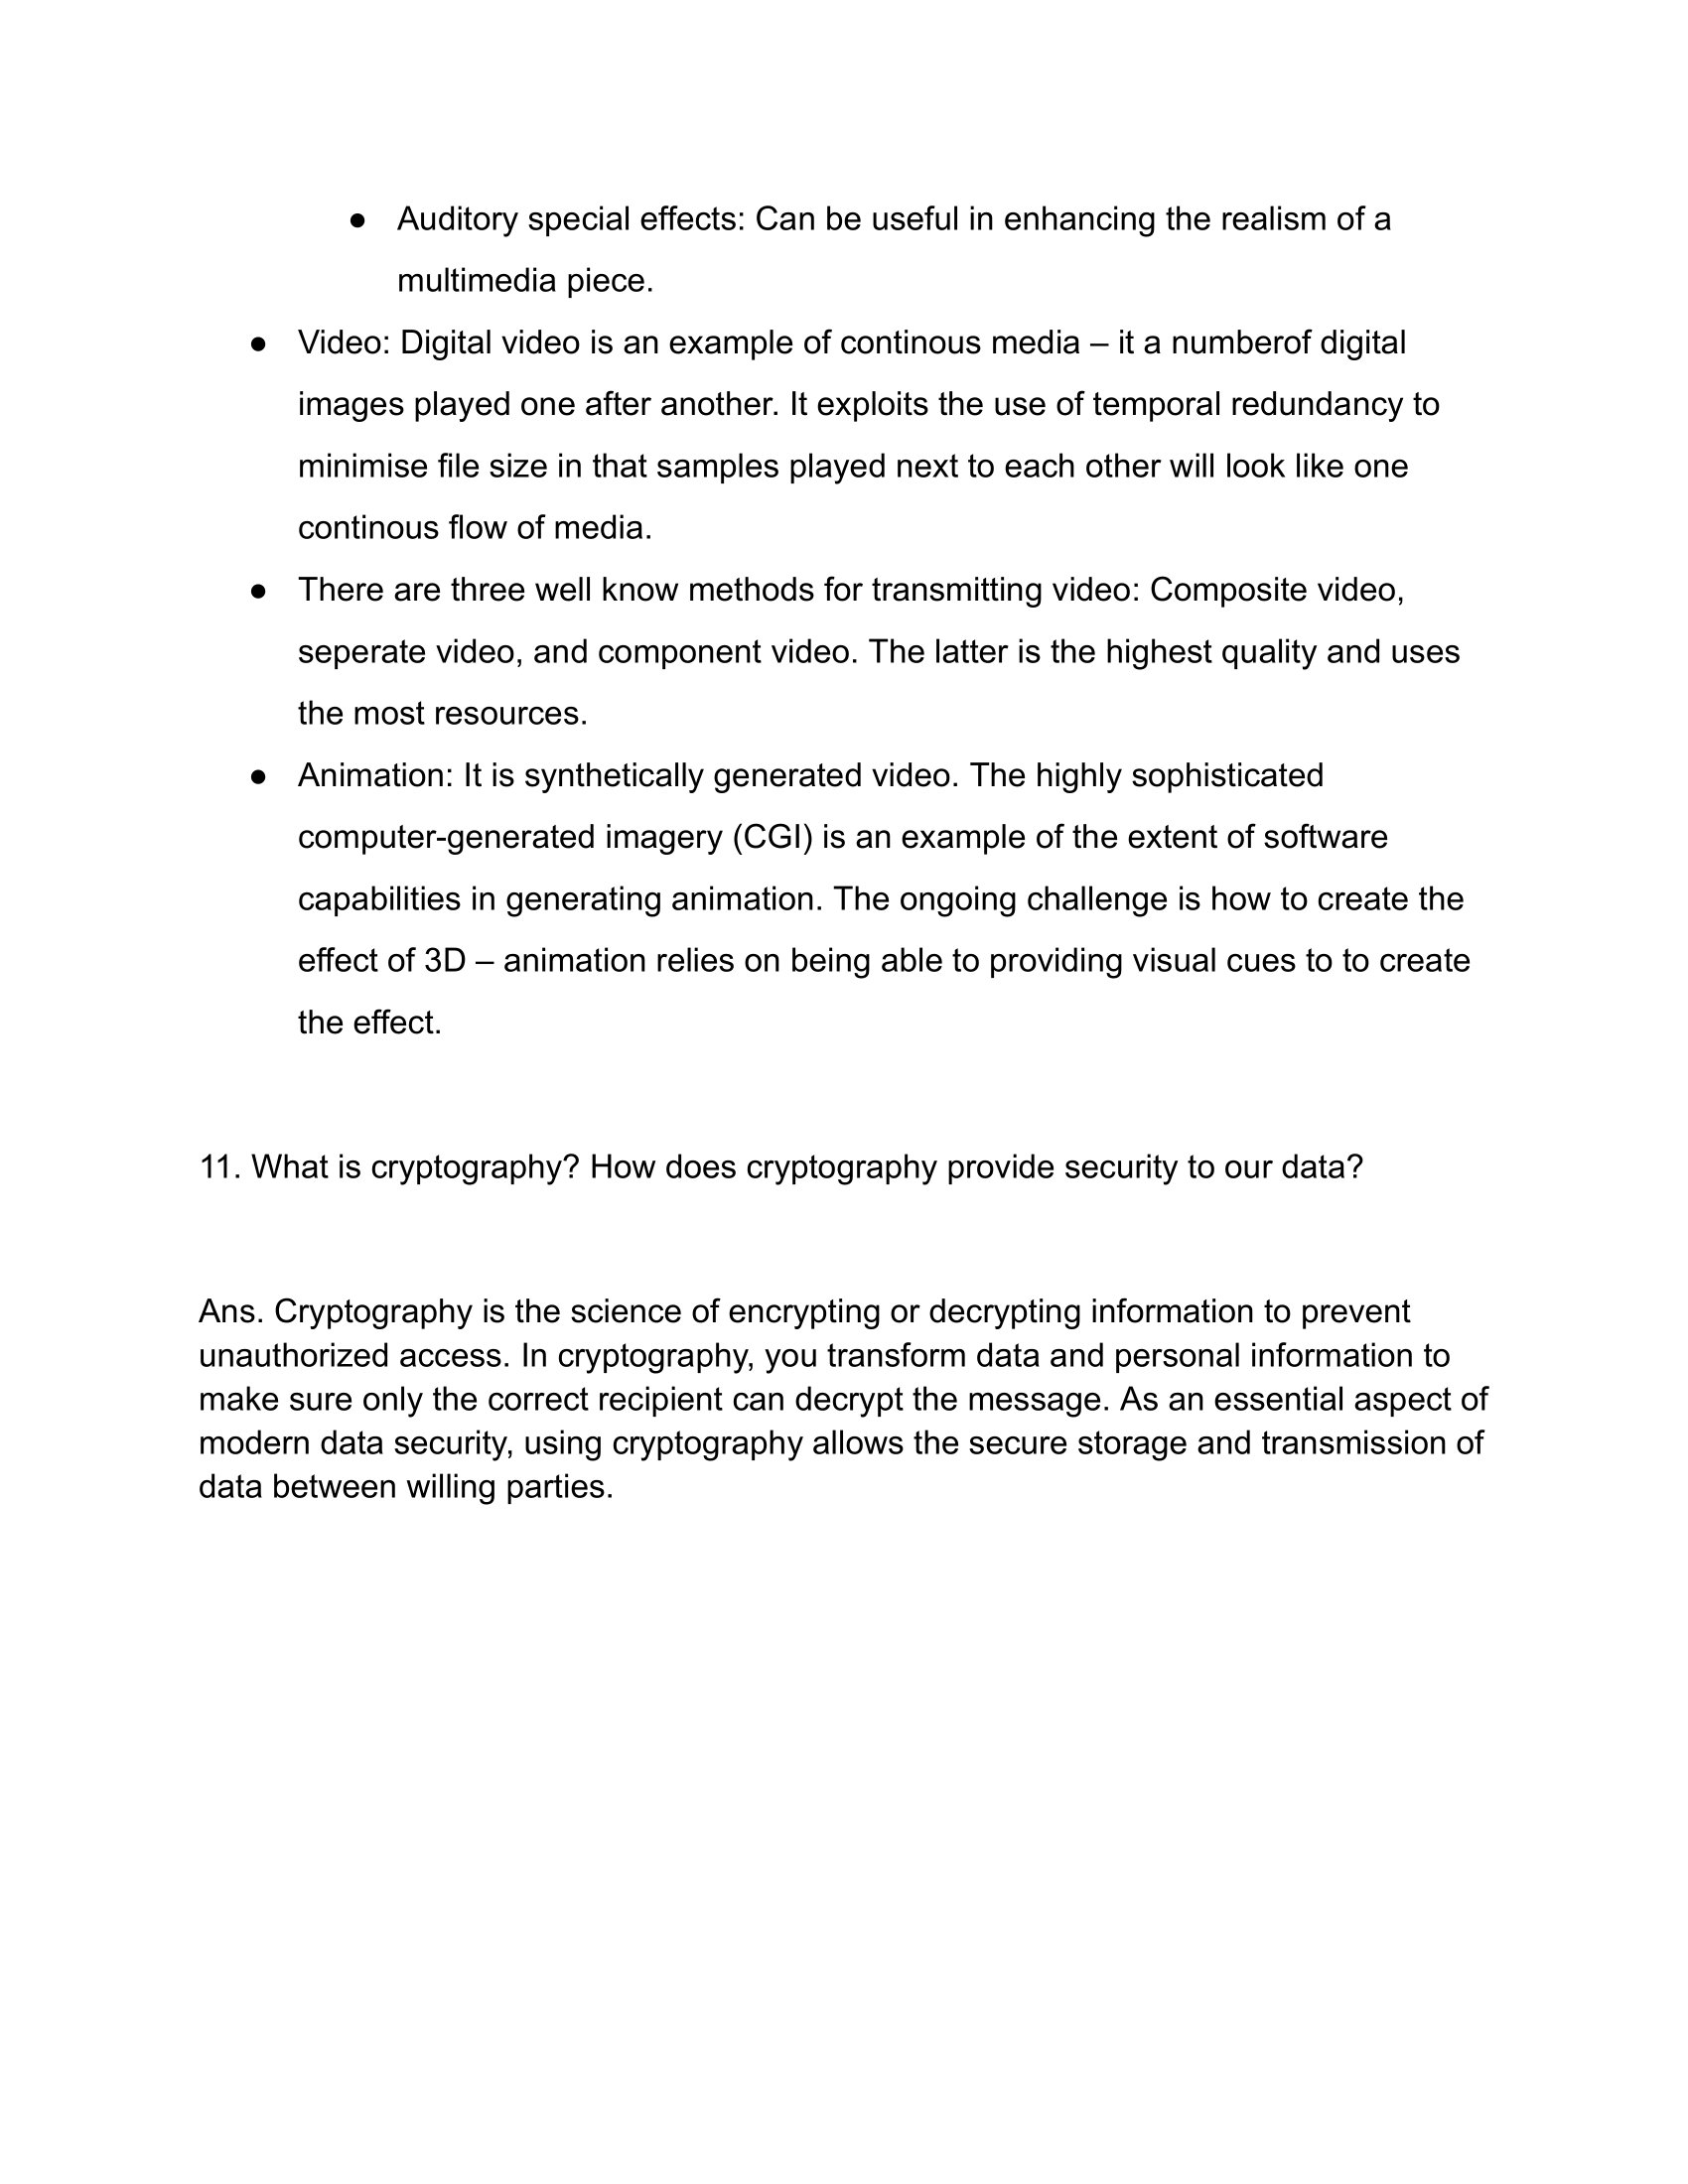 ● Auditory special effects: Can be useful in enhancing the realism of a
multimedia piece.
● Video: Digital video is an example of continous media – it a numberof digital
images played one after another. It exploits the use of temporal redundancy to
minimise file size in that samples played next to each other will look like one
continous flow of media.
● There are three well know methods for transmitting video: Composite video,
seperate video, and component video. The latter is the highest quality and uses
the most resources.
● Animation: It is synthetically generated video. The highly sophisticated
computer-generated imagery (CGI) is an example of the extent of software
capabilities in generating animation. The ongoing challenge is how to create the
effect of 3D – animation relies on being able to providing visual cues to to create
the effect.
11. What is cryptography? How does cryptography provide security to our data?
Ans. Cryptography is the science of encrypting or decrypting information to prevent
unauthorized access. In cryptography, you transform data and personal information to
make sure only the correct recipient can decrypt the message. As an essential aspect of
modern data security, using cryptography allows the secure storage and transmission of
data between willing parties.